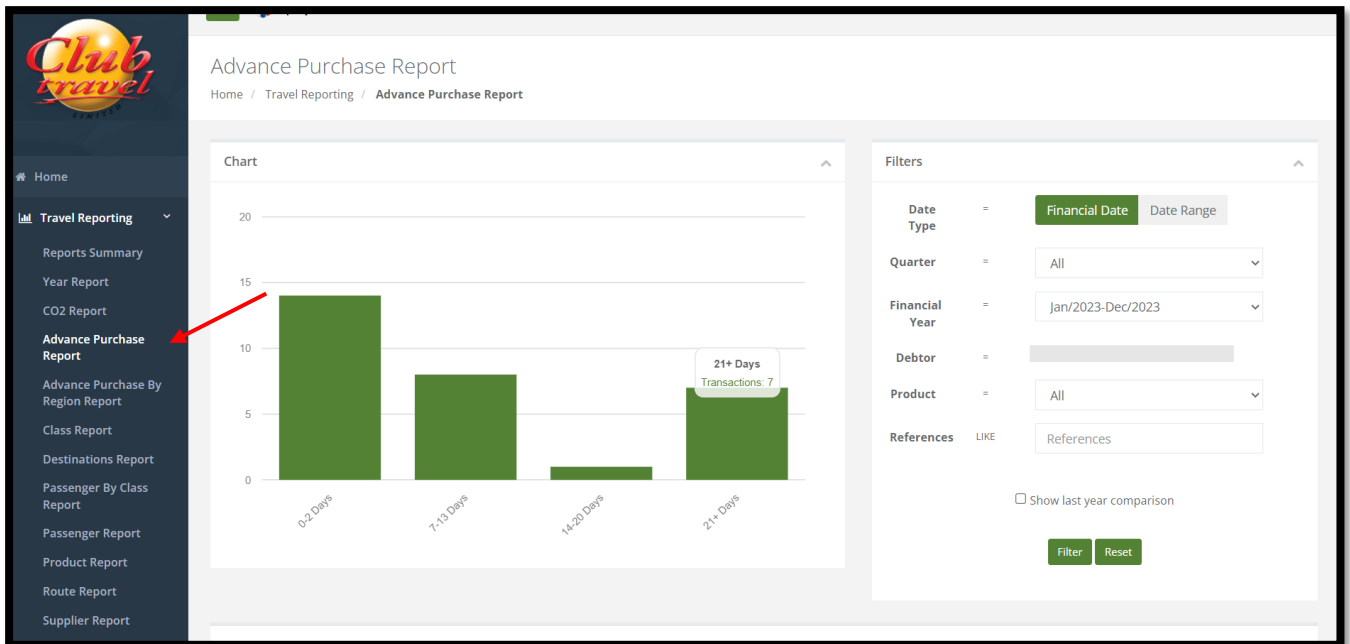 Club
travel
LIMITED
Home
Travel Reporting
Reports Summary
Year Report
CO2 Report
Advance Purchase
Report
Advance Purchase By
Region Report
Class Report
Destinations Report
Passenger By Class
Report
Passenger Report
Product Report
Route Report
Supplier Report
Advance Purchase Report
Home / Travel Reporting / Advance Purchase Report
Chart
20
15
10
5
0
21+ Days
Transactions: 7
0-2 Days
7-13 Days
14-20 Days
21+ Days
Filters
Date
Type
=
Financial Date
Date Range
Quarter
=
All
Financial
Year
=
Jan/2023-Dec/2023
Debtor
=
Product
=
All
References
LIKE
References
Show last year comparison
Filter
Reset